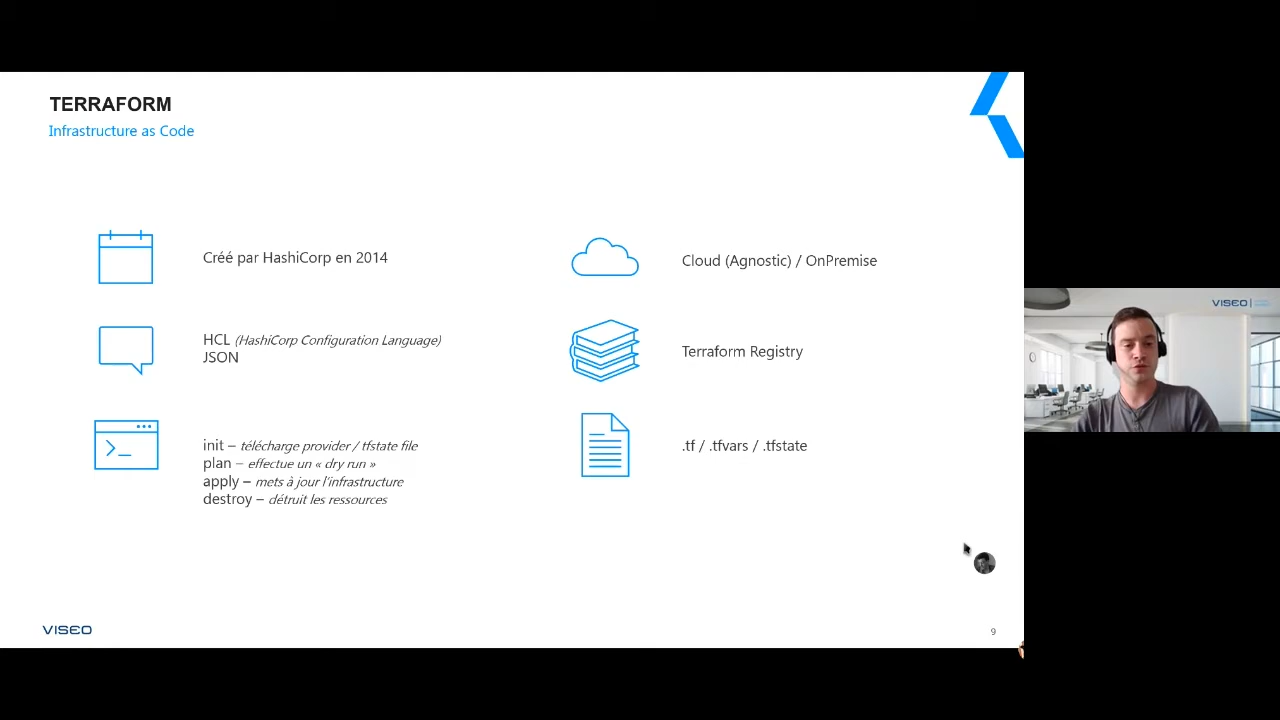 TERRAFORM
Infrastructure as Code
Créé par HashiCorp en 2014
HCL (HashiCorp Configuration Language)
JSON
init – télécharge provider / tfstate file
plan – effectue un « dry run »
apply – mets à jour l'infrastructure
destroy – détruit les ressources
Cloud (Agnostic) / OnPremise
Terraform Registry
.tf / .tfvars / .tfstate
VISEO
9
VISEO